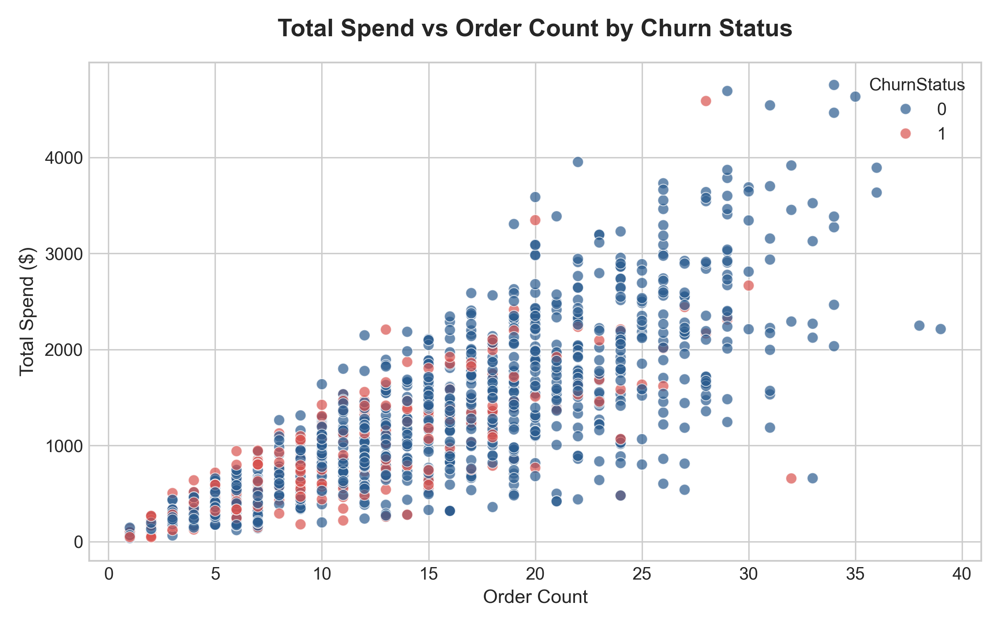 Total Spend vs Order Count by Churn Status
ChurnStatus
0
1
Total Spend ($)
4000
3000
2000
1000
0
0 5 10 15 20 25 30 35 40
Order Count